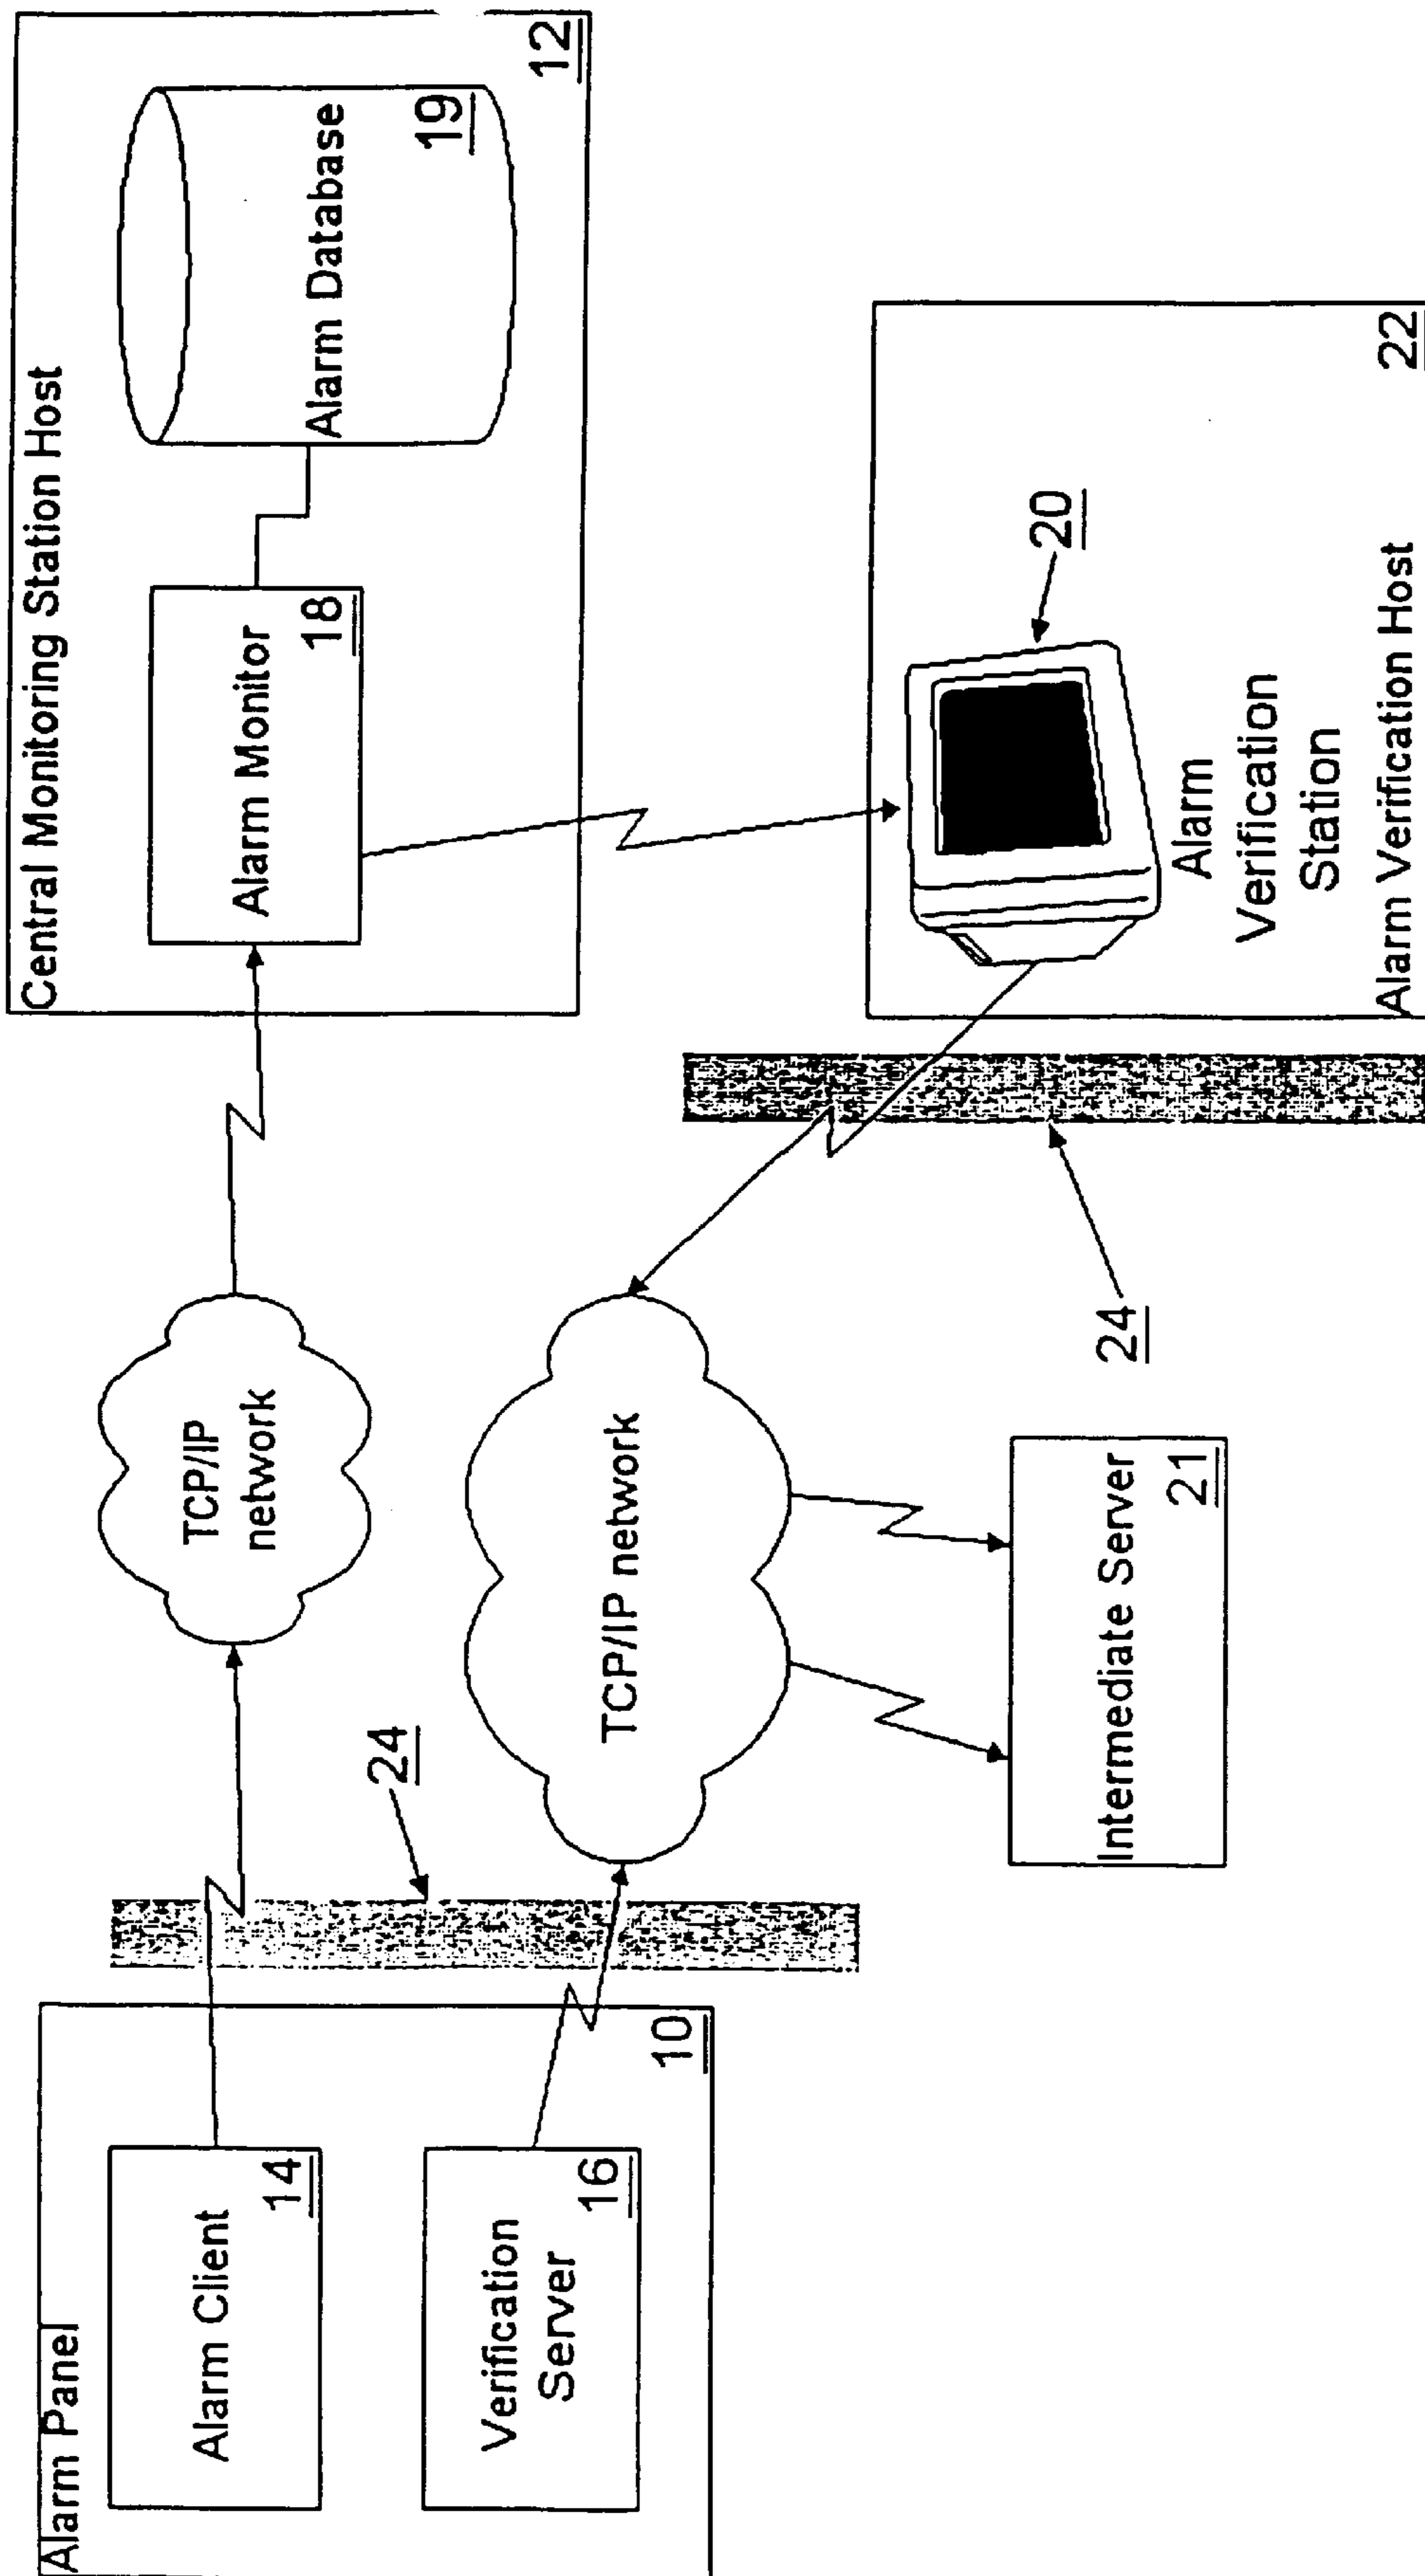 Alarm Panel
Alarm Client
14
Verification
Server
16
10
24
TCP/IP
network
TCP/IP network
Intermediate Server
21
24
Central Monitoring Station Host
Alarm Monitor
18
Alarm Database
19
12
20
Alarm
Verification
Station
Alarm Verification Host
22